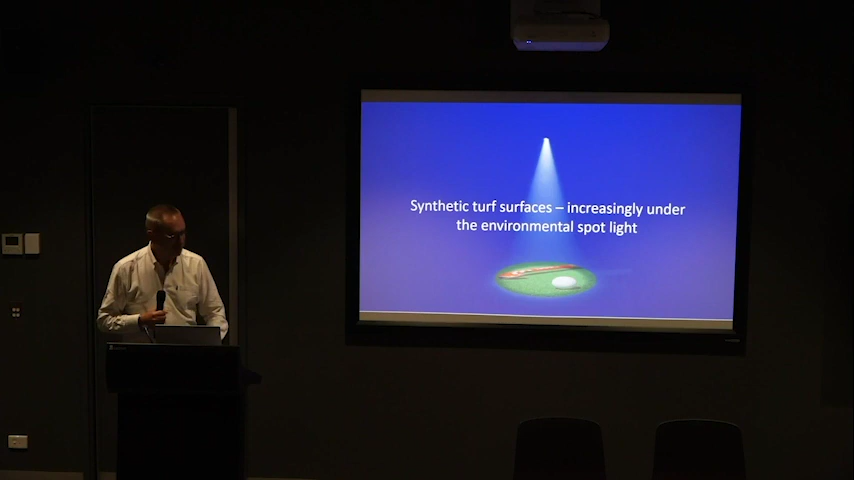 Synthetic turf surfaces – increasingly under
the environmental spot light